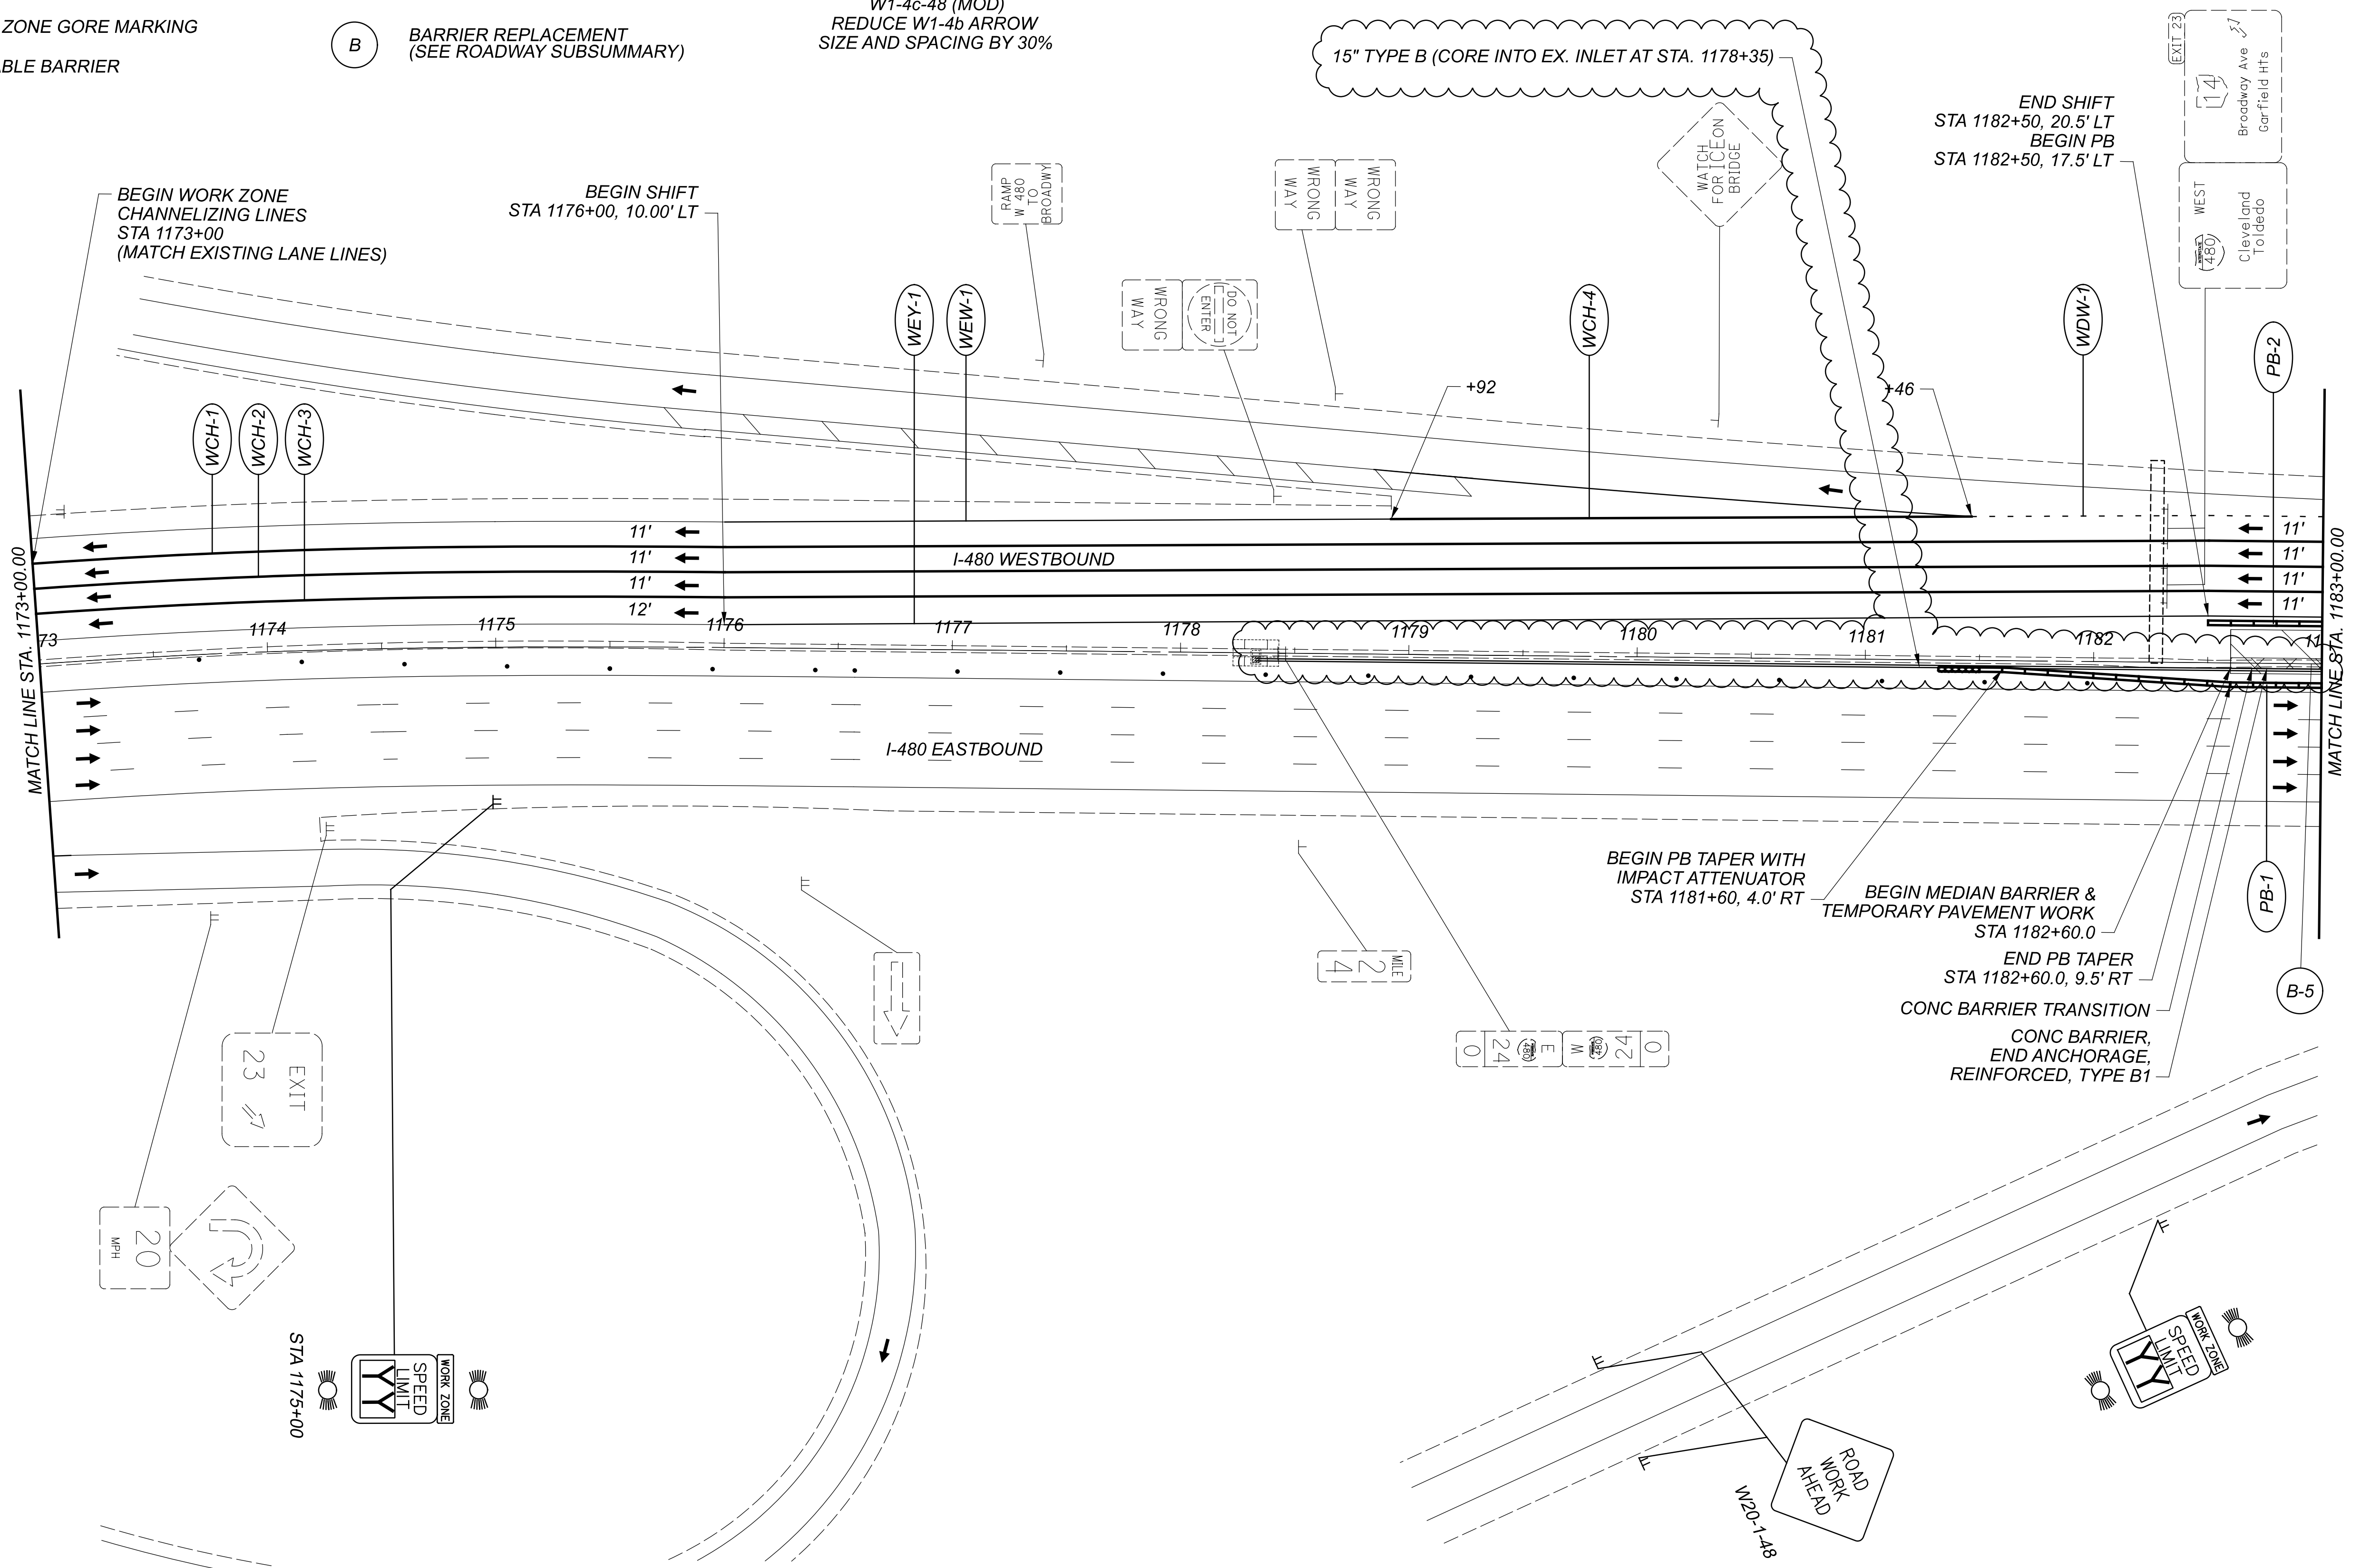 ZONE GORE MARKING
BLE BARRIER
B
BARRIER REPLACEMENT
(SEE ROADWAY SUBSUMMARY)
W1-4c-48 (MOD)
REDUCE W1-4b ARROW
SIZE AND SPACING BY 30%
15" TYPE B (CORE INTO EX. INLET AT STA. 1178+35)
EXIT 23
14
Broadway Ave
Garfield Hts
WEST
480
Cleveland
Toldedo
END SHIFT
STA 1182+50, 20.5' LT
BEGIN PB
STA 1182+50, 17.5' LT
BEGIN WORK ZONE
CHANNELIZING LINES
STA 1173+00
(MATCH EXISTING LANE LINES)
BEGIN SHIFT
STA 1176+00, 10.00' LT
RAMP
W 480
TO
BROADWY
WRONG
WAY
WRONG
WAY
WATCH
FOR ICE ON
BRIDGE
WRONG
WAY
DO NOT
ENTER
WCH-1
WCH-2
WCH-3
WEY-1
WEW-1
WCH-4
WDW-1
PB-2
+92
+46
11'
11'
11'
12'
I-480 WESTBOUND
11'
11'
11'
11'
MATCH LINE STA. 1173+00.00
MATCH LINE STA. 1183+00.00
73
1174
1175
1176
1177
1178
1179
1180
1181
1182
11
I-480 EASTBOUND
BEGIN PB TAPER WITH
IMPACT ATTENUATOR
STA 1181+60, 4.0' RT
BEGIN MEDIAN BARRIER &
TEMPORARY PAVEMENT WORK
STA 1182+60.0
END PB TAPER
STA 1182+60.0, 9.5' RT
CONC BARRIER TRANSITION
CONC BARRIER,
END ANCHORAGE,
REINFORCED, TYPE B1
PB-1
B-5
MILE
24
0
24
480
E
W
480
24
0
EXIT
23
20
MPH
STA 1175+00
WORK ZONE
SPEED
LIMIT
YY
WORK ZONE
SPEED
LIMIT
YY
ROAD
WORK
AHEAD
W20-1-48